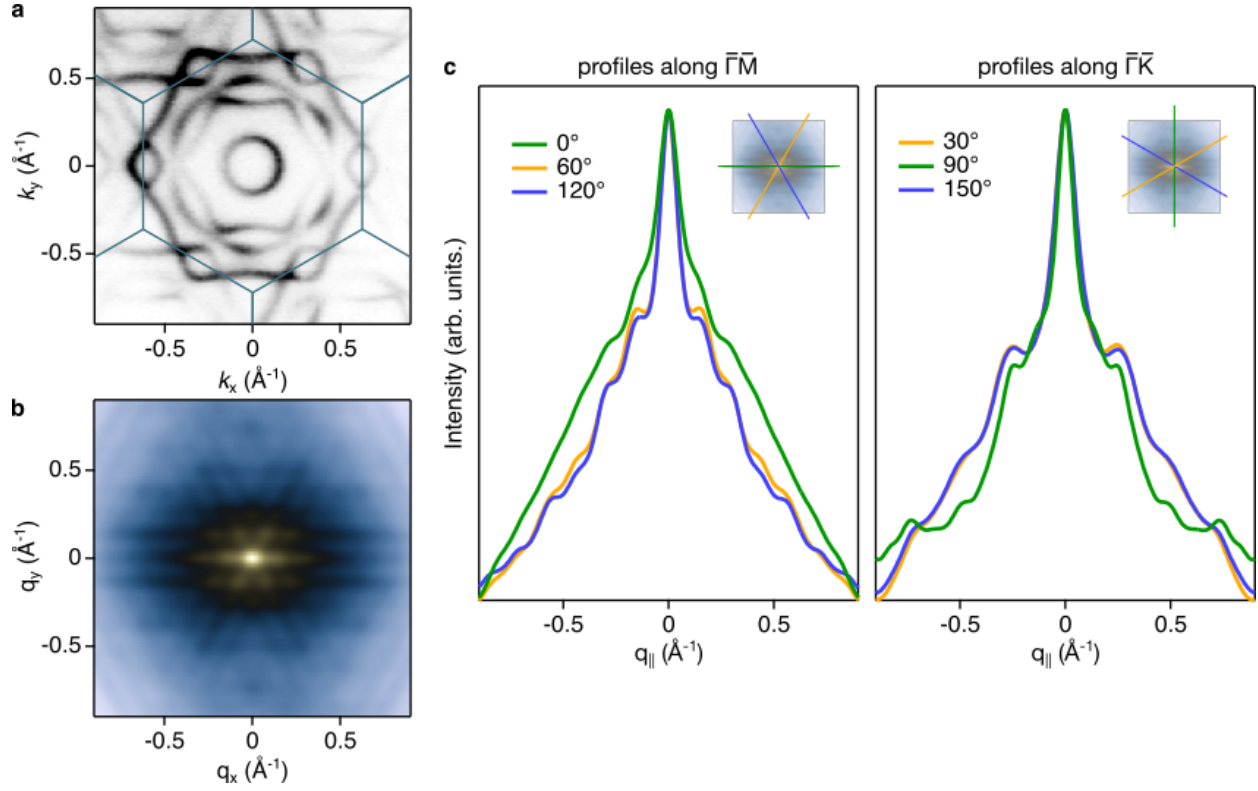 a
0.5
0
-0.5
k_y (Å⁻¹)
-0.5 0 0.5
k_x (Å⁻¹)
b
0.5
0
-0.5
q_y (Å⁻¹)
-0.5 0 0.5
q_x (Å⁻¹)
c
profiles along Γ̅M̅
0°
60°
120°
Intensity (arb. units.)
-0.5 0 0.5
q_|| (Å⁻¹)
profiles along Γ̅K̅
30°
90°
150°
-0.5 0 0.5
q_|| (Å⁻¹)